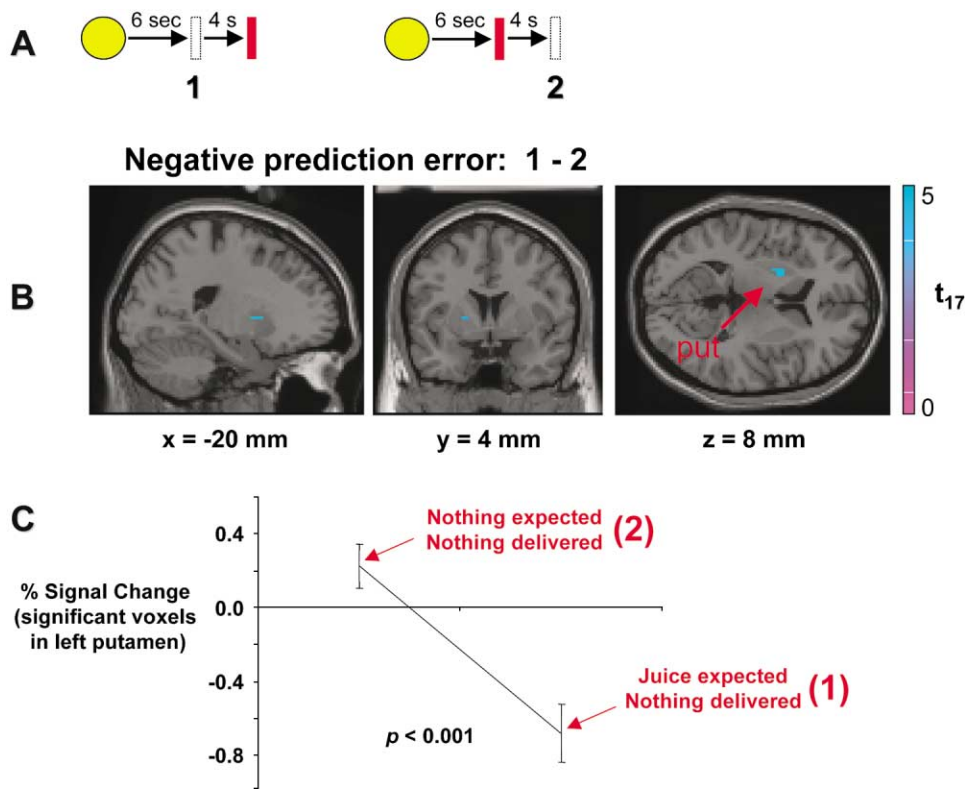 A
6 sec 4 s
6 sec 4 s
1
2
Negative prediction error: 1 - 2
B
put
5
t17
0
x = -20 mm
y = 4 mm
z = 8 mm
C
% Signal Change
(significant voxels
in left putamen)
0.4
0.0
-0.4
-0.8
Nothing expected
Nothing delivered (2)
Juice expected
Nothing delivered (1)
p < 0.001